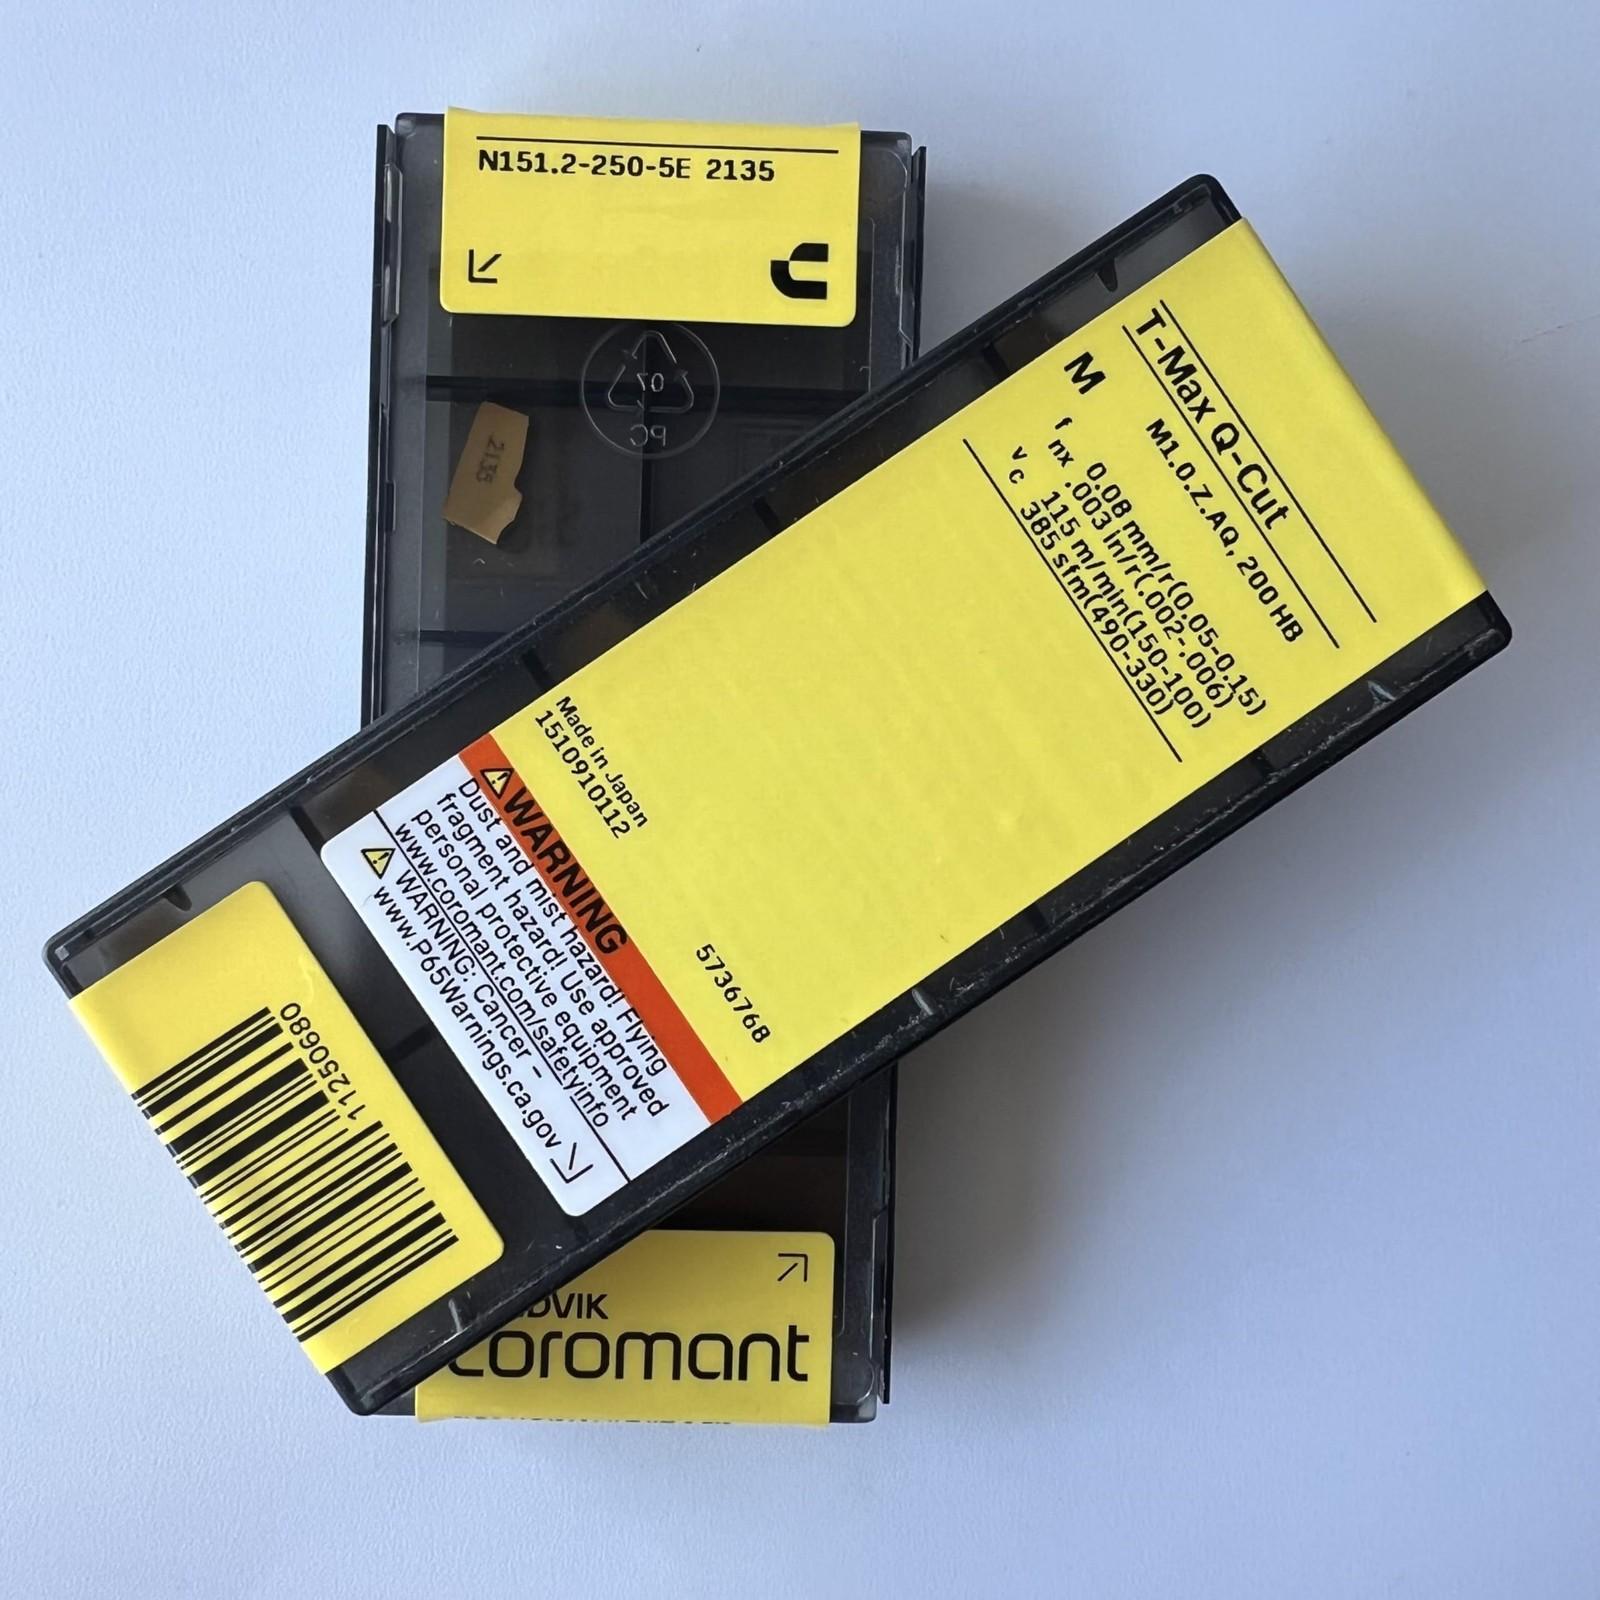 N151.2-250-5E 2135
07
PC
2135
T-Max Q-Cut
M1.0.Z.AQ, 200 HB
M
f nx 0.08 mm/r(0.05-0.15)
.003 in/r(.002-.006)
v c 115 m/min(150-100)
385 sfm(490-330))
Made in Japan
1510910112
5736768
WARNING
Dust and mist hazard! Flying
fragment hazard! Use approved
personal protective equipment
www.coromant.com/safetyinfo
WARNING: Cancer -
www.P65Warnings.ca.gov
11250680
DVIK
coromant